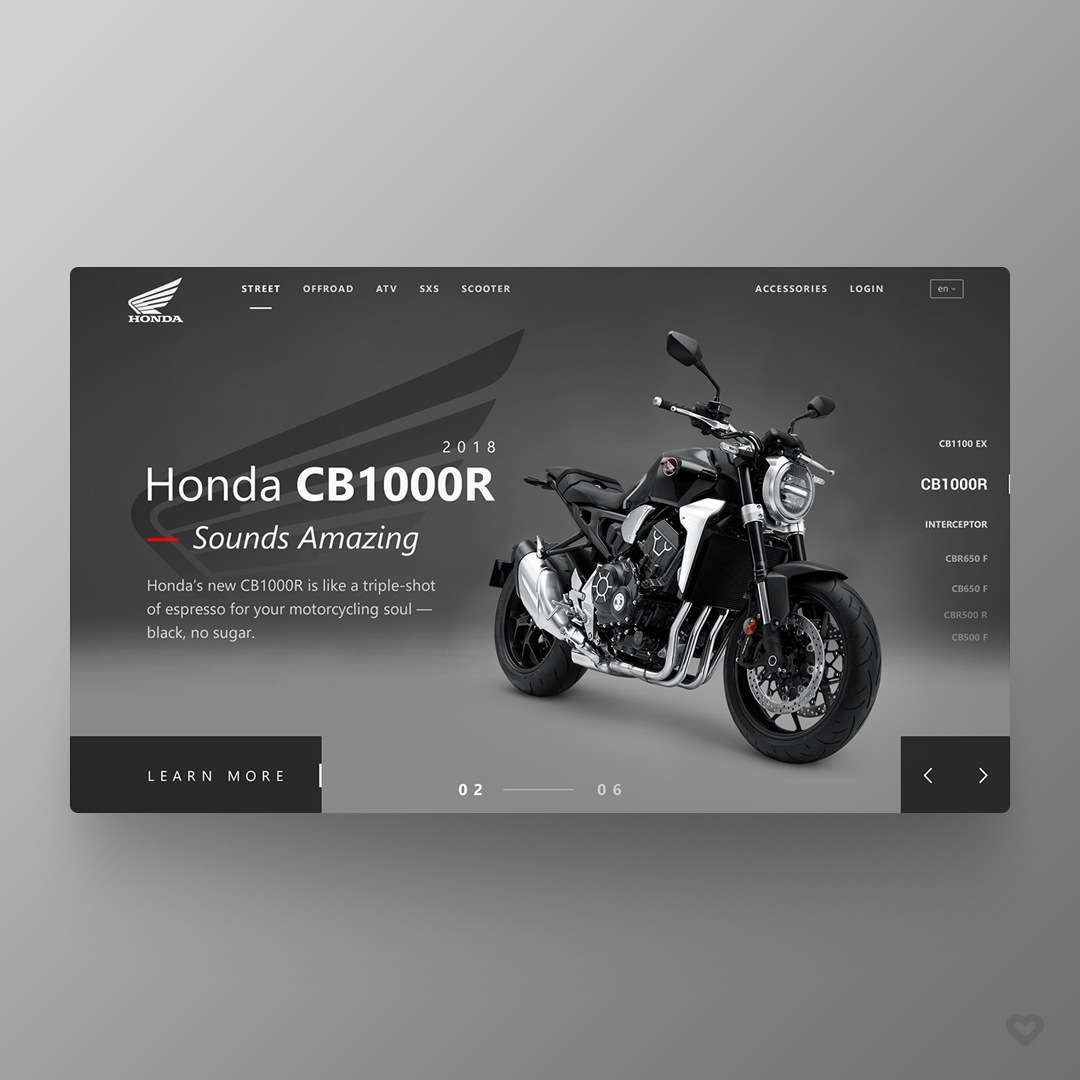 HONDA
STREET OFFROAD ATV SXS SCOOTER ACCESSORIES LOGIN en
2018
Honda CB1000R
Sounds Amazing
Honda’s new CB1000R is like a triple-shot
of espresso for your motorcycling soul —
black, no sugar.
CB1100 EX
CB1000R
INTERCEPTOR
CBR650 F
CB650 F
CBR500 R
CB500 F
LEARN MORE
02 06